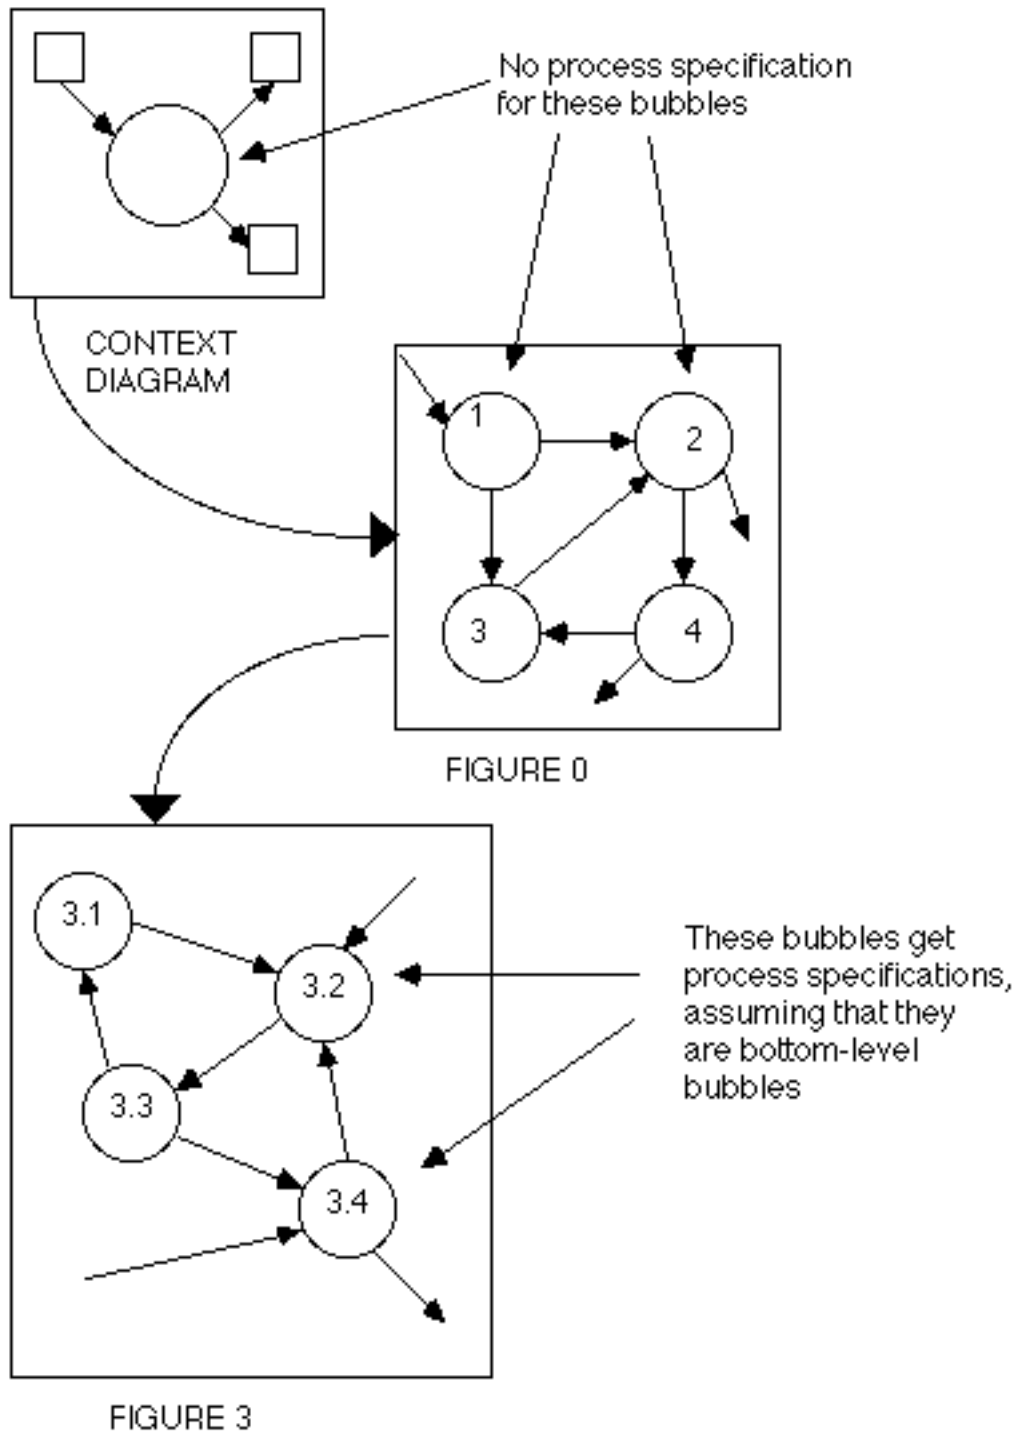 No process specification
for these bubbles
CONTEXT
DIAGRAM
1
2
3
4
FIGURE 0
3.1
3.2
3.3
3.4
These bubbles get
process specifications,
assuming that they
are bottom-level
bubbles
FIGURE 3